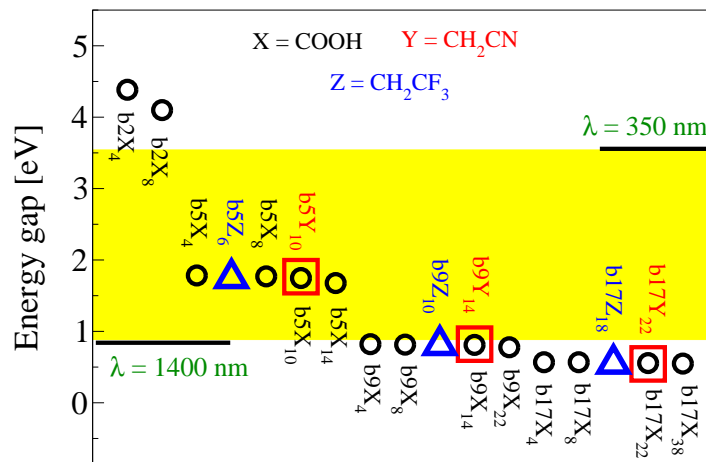 X = COOH Y = CH₂CN
Z = CH₂CF₃
Energy gap [eV]
5
4
3
2
1
0
λ = 350 nm
λ = 1400 nm
b2X₄
b2X₈
b5X₄
b5Z₆
b5X₈
b5Y₁₀
b5X₁₀
b5X₁₄
b9X₄
b9X₈
b9Z₁₀
b9Y₁₄
b9X₁₄
b9X₂₂
b17X₄
b17X₈
b17Z₁₈
b17Y₂₂
b17X₂₂
b17X₃₈